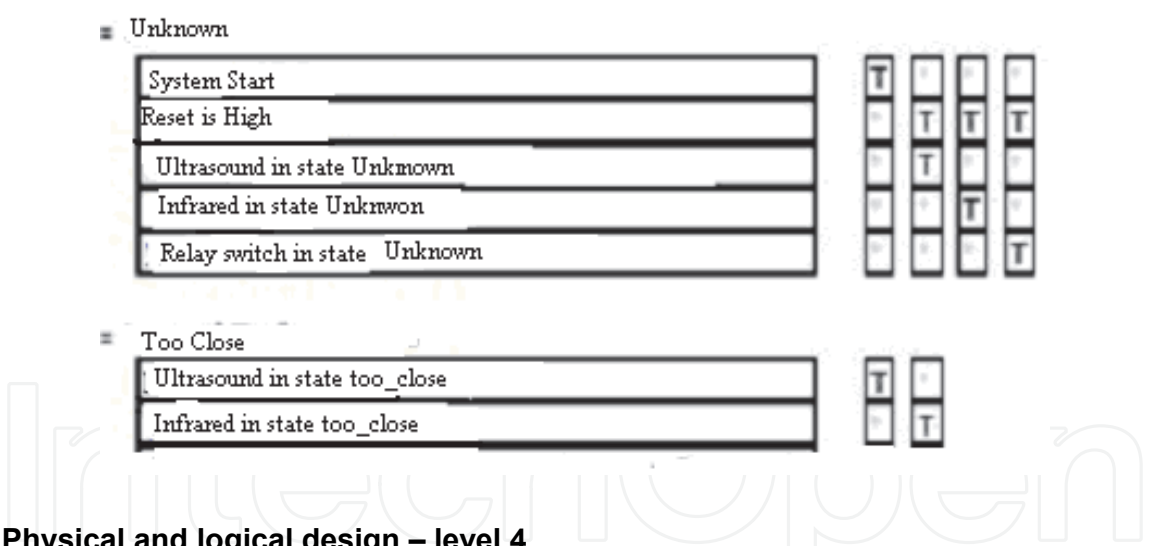 = Unknown
System Start T * * *
Reset is High * T T T
Ultrasound in state Unkmown * T * *
Infrared in state Unknwon * * T *
Relay switch in state Unknown * * * T
= Too Close
Ultrasound in state too_close T *
Infrared in state too_close * T
IntechOpen
Physical and logical design – level 4